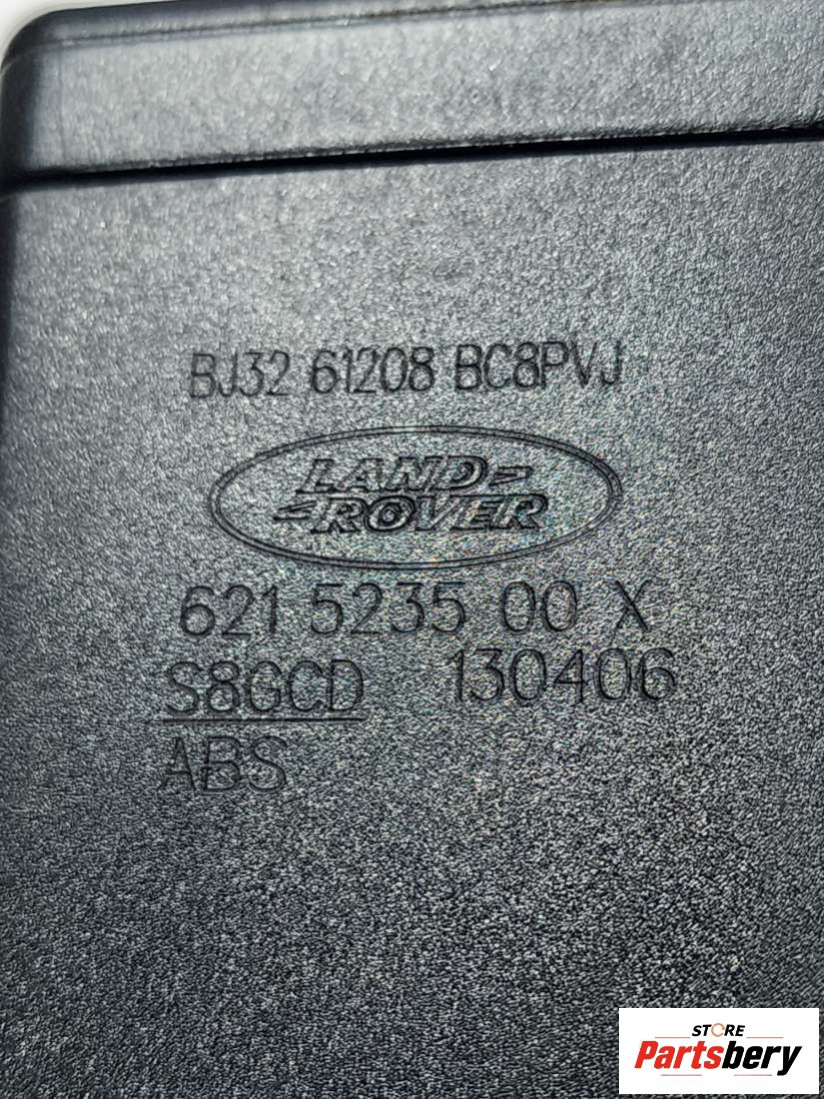 BJ32 61208 BC8PVJ
LAND
ROVER
621 5235 00 X
S8GCD 130406
ABS
STORE
Partsbery